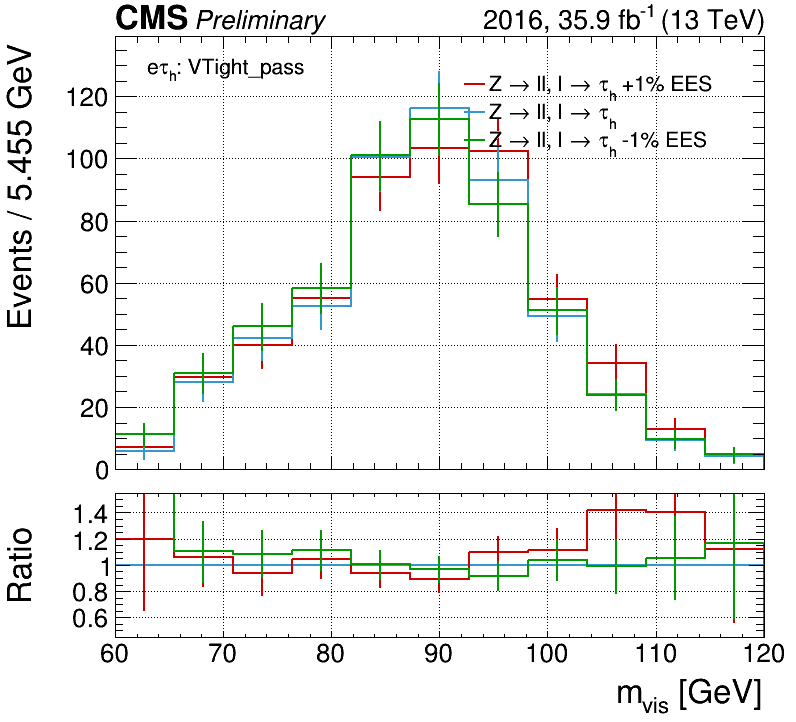 CMS Preliminary 2016, 35.9 fb⁻¹ (13 TeV)
eτₕ: VTight_pass
Z → ll, l → τₕ +1% EES
Z → ll, l → τₕ
Z → ll, l → τₕ -1% EES
Events / 5.455 GeV
120
100
80
60
40
20
0
Ratio
1.4
1.2
1
0.8
0.6
60 70 80 90 100 110 120
m_vis [GeV]